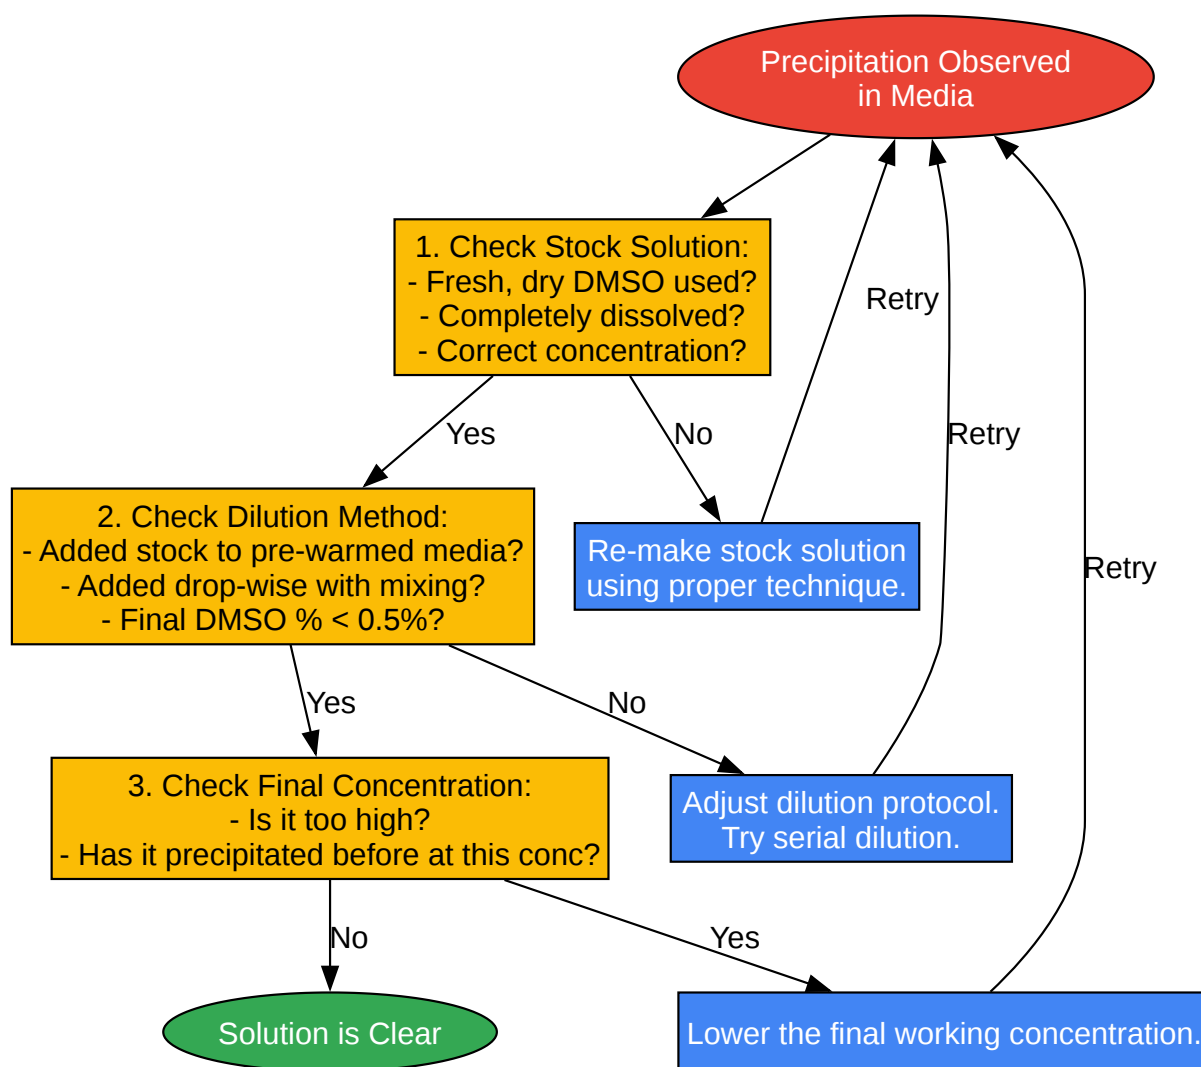 Precipitation Observed
in Media
1. Check Stock Solution:
- Fresh, dry DMSO used?
- Completely dissolved?
- Correct concentration?
Retry
Yes
No
Retry
2. Check Dilution Method:
- Added stock to pre-warmed media?
- Added drop-wise with mixing?
- Final DMSO % < 0.5%?
Re-make stock solution
using proper technique.
Retry
Yes
No
3. Check Final Concentration:
- Is it too high?
- Has it precipitated before at this conc?
Adjust dilution protocol.
Try serial dilution.
No
Yes
Solution is Clear
Lower the final working concentration.